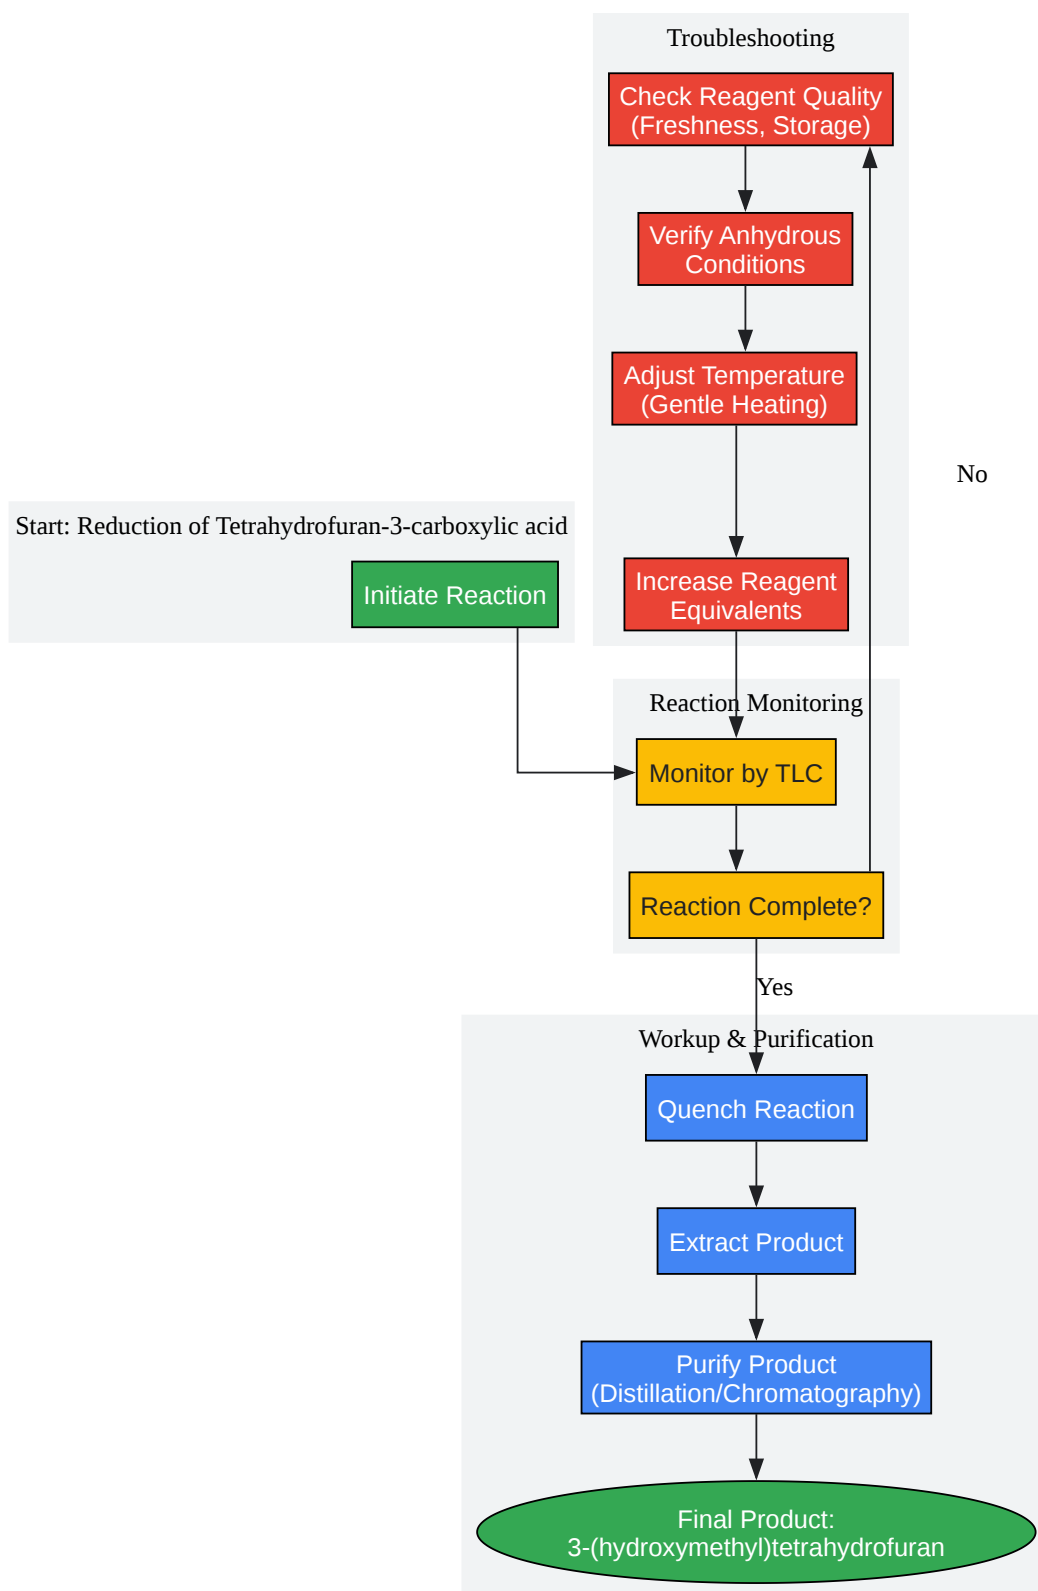 Troubleshooting
Check Reagent Quality
(Freshness, Storage)
Verify Anhydrous
Conditions
Adjust Temperature
(Gentle Heating)
No
Start: Reduction of Tetrahydrofuran-3-carboxylic acid
Initiate Reaction
Increase Reagent
Equivalents
Reaction Monitoring
Monitor by TLC
Reaction Complete?
Yes
Workup & Purification
Quench Reaction
Extract Product
Purify Product
(Distillation/Chromatography)
Final Product:
3-(hydroxymethyl)tetrahydrofuran